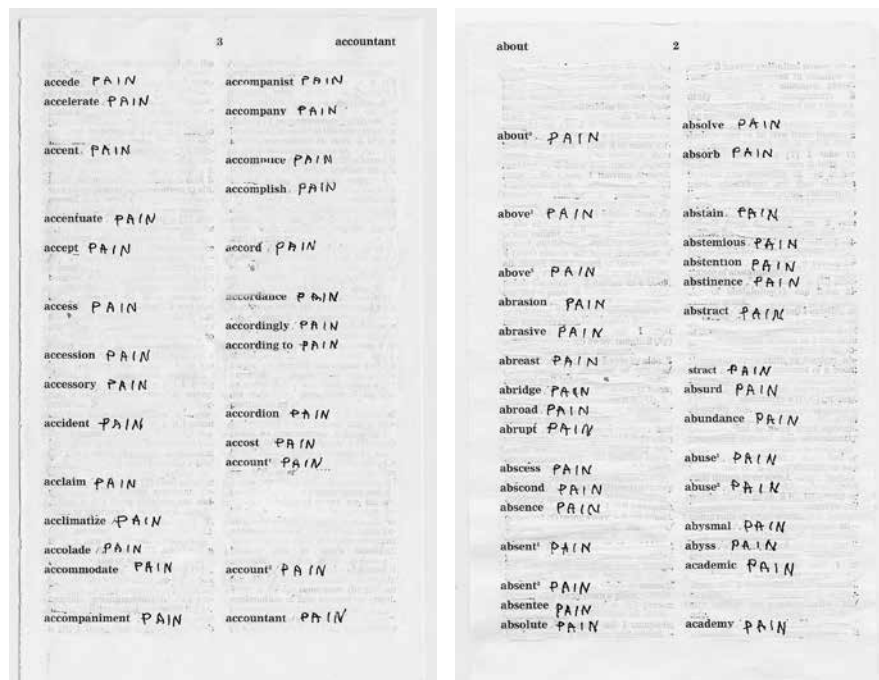 3 accountant
accede PAIN
accelerate PAIN
accent PAIN
accentuate PAIN
accept PAIN
access PAIN
accession PAIN
accessory PAIN
accident PAIN
acclaim PAIN
acclimatize PAIN
accolade PAIN
accommodate PAIN
accompaniment PAIN
accompanist PAIN
accompany PAIN
accomplice PAIN
accomplish PAIN
accord PAIN
accordance PAIN
accordingly PAIN
according to PAIN
accordion PAIN
accost PAIN
account¹ PAIN
account² PAIN
accountant PAIN
about 2
about² PAIN
above¹ PAIN
above² PAIN
abrasion PAIN
abrasive PAIN
abreast PAIN
abridge PAIN
abroad PAIN
abrupt PAIN
abscess PAIN
abscond PAIN
absence PAIN
absent¹ PAIN
absent² PAIN
absentee PAIN
absolute PAIN
absolve PAIN
absorb PAIN
abstain PAIN
abstemious PAIN
abstention PAIN
abstinence PAIN
abstract PAIN
stract PAIN
absurd PAIN
abundance PAIN
abuse¹ PAIN
abuse² PAIN
abysmal PAIN
abyss PAIN
academic PAIN
academy PAIN